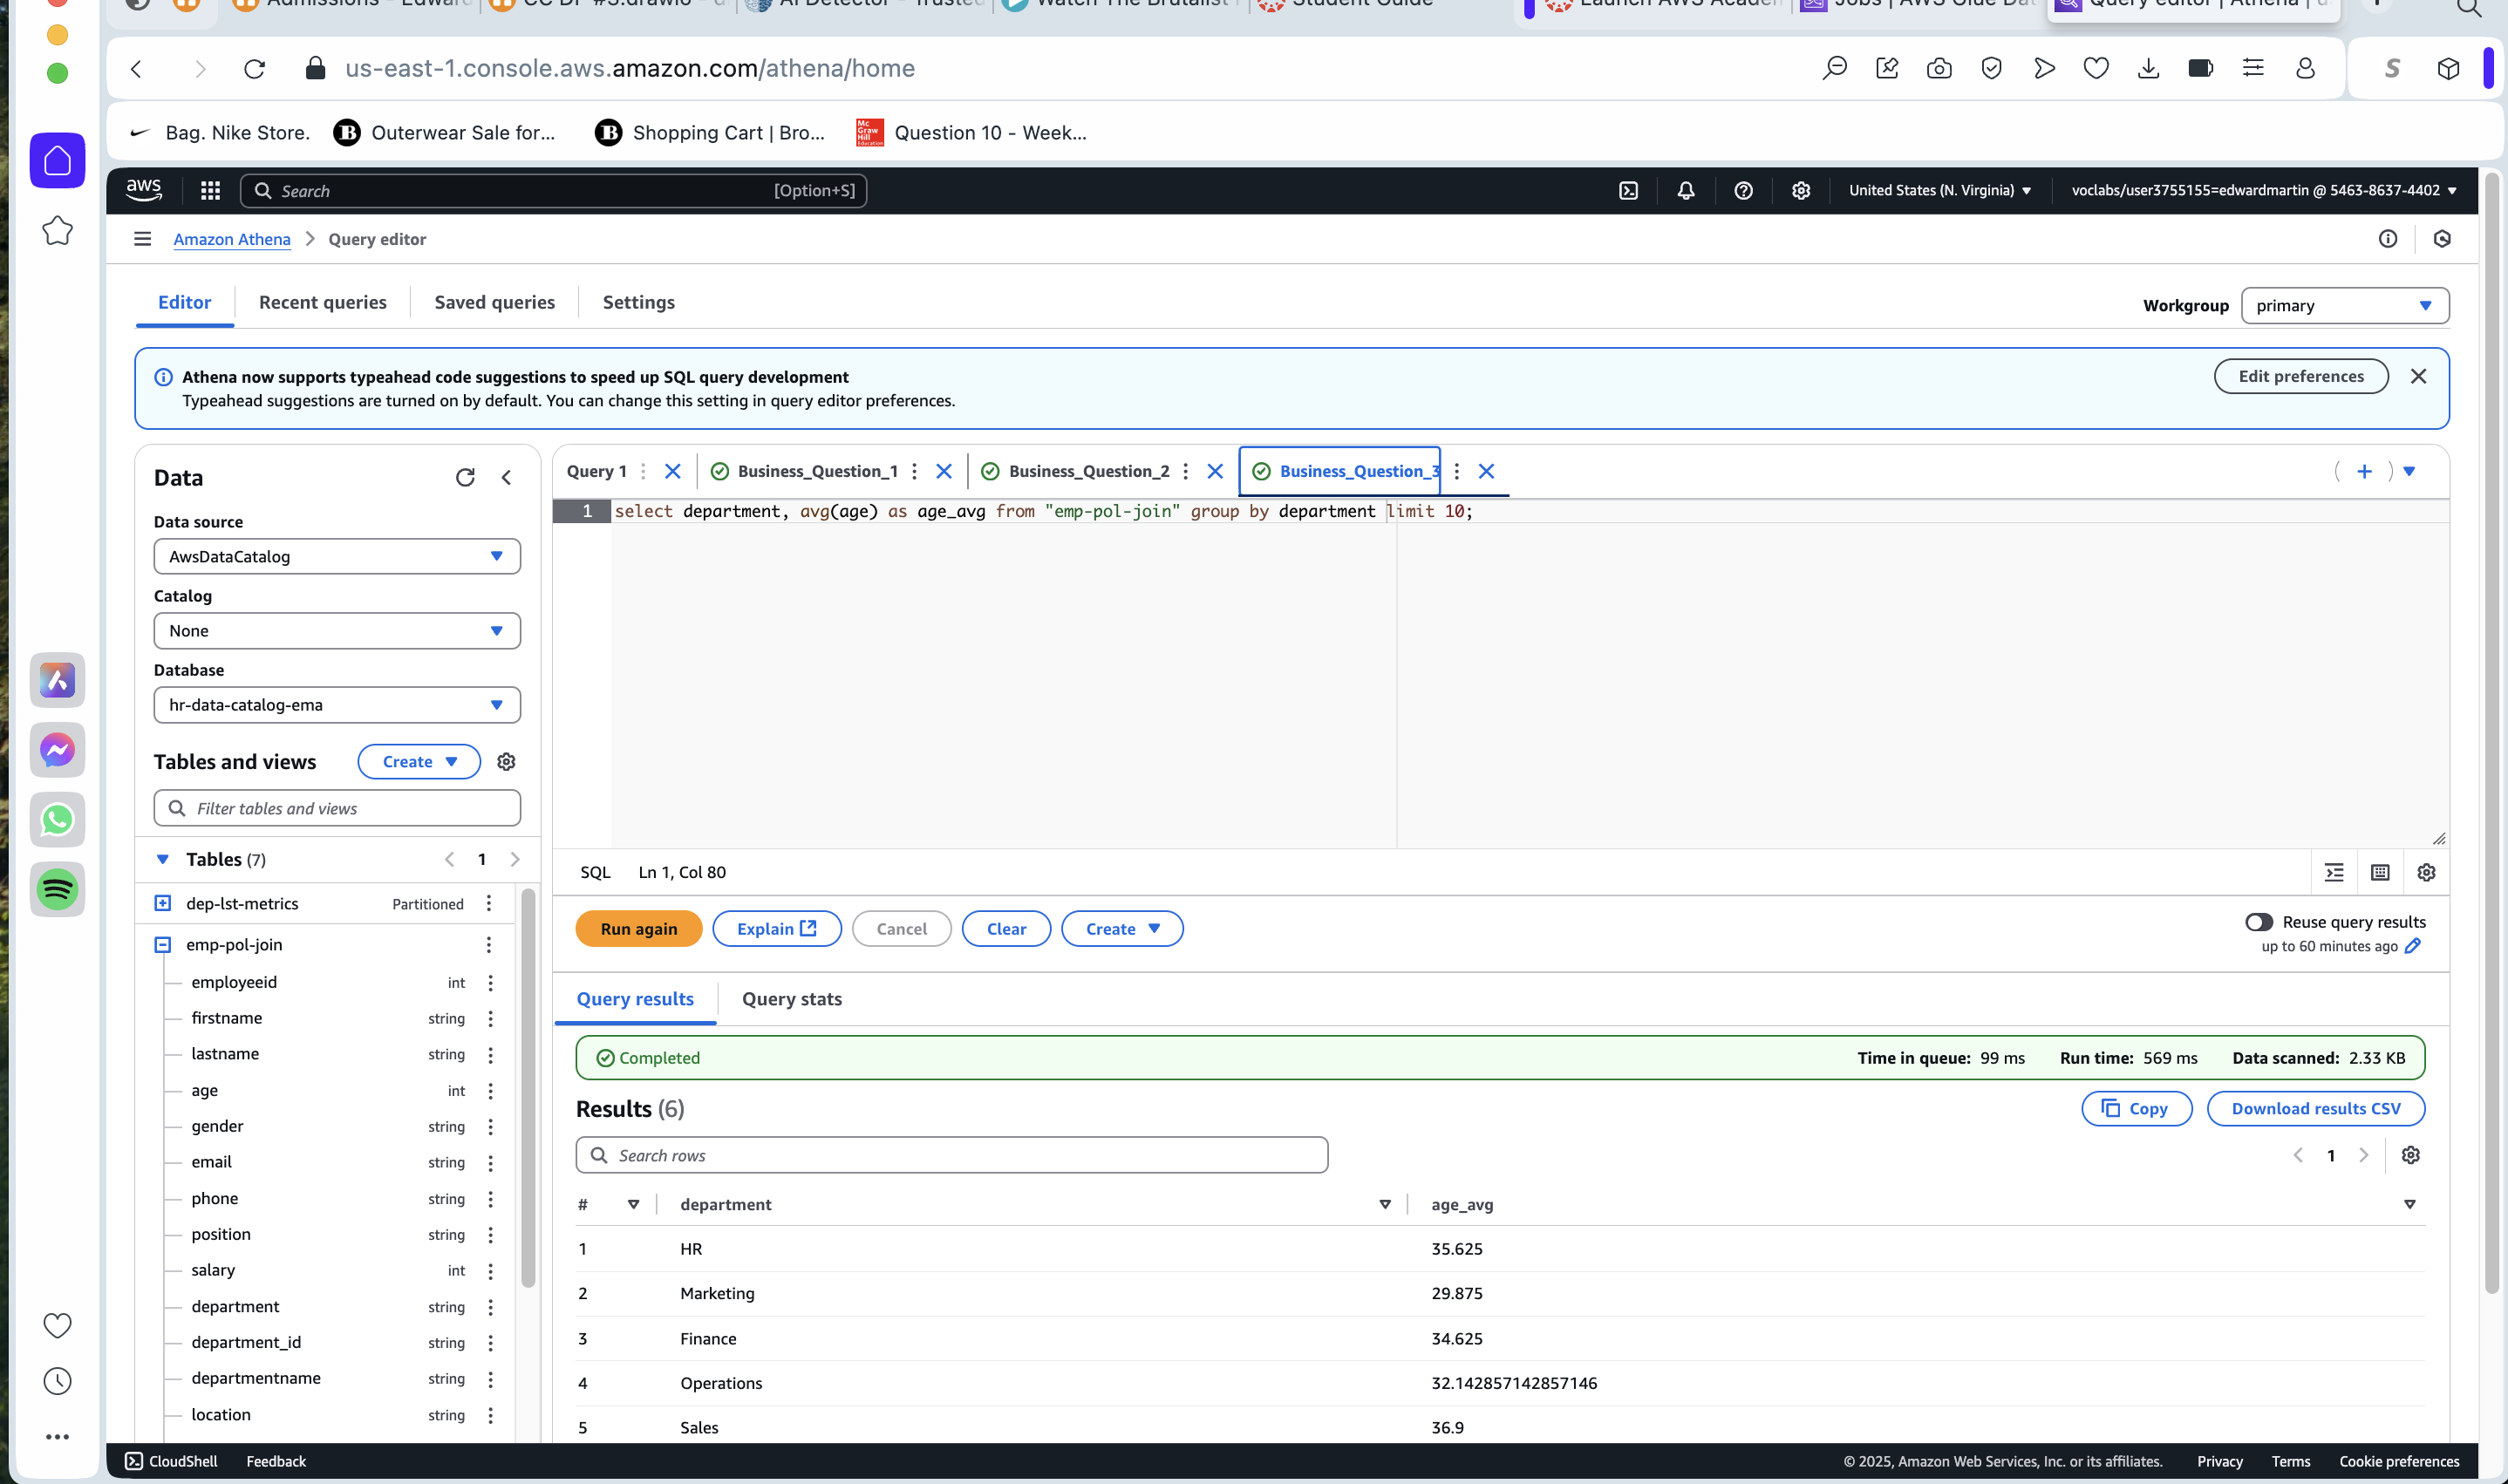 us-east-1.console.aws.amazon.com/athena/home
Bag. Nike Store.
Outerwear Sale for...
Shopping Cart | Bro...
Question 10 - Week...
aws
Search
[Option+S]
United States (N. Virginia)
voclabs/user3755155=edwardmartin @ 5463-8637-4402
Amazon Athena
Query editor
Editor
Recent queries
Saved queries
Settings
Workgroup
primary
Athena now supports typeahead code suggestions to speed up SQL query development
Typeahead suggestions are turned on by default. You can change this setting in query editor preferences.
Edit preferences
Data
Data source
AwsDataCatalog
Catalog
None
Database
hr-data-catalog-ema
Tables and views
Create
Filter tables and views
Tables (7)
1
dep-lst-metrics
Partitioned
emp-pol-join
employeeid int
firstname string
lastname string
age int
gender string
email string
phone string
position string
salary int
department string
department_id string
departmentname string
location string
Query 1
Business_Question_1
Business_Question_2
Business_Question_3
1
select department, avg(age) as age_avg from "emp-pol-join" group by department limit 10;
SQL
Ln 1, Col 80
Run again
Explain
Cancel
Clear
Create
Reuse query results
up to 60 minutes ago
Query results
Query stats
Completed
Time in queue: 99 ms
Run time: 569 ms
Data scanned: 2.33 KB
Results (6)
Copy
Download results CSV
Search rows
1
# department age_avg
1 HR 35.625
2 Marketing 29.875
3 Finance 34.625
4 Operations 32.142857142857146
5 Sales 36.9
CloudShell
Feedback
© 2025, Amazon Web Services, Inc. or its affiliates.
Privacy
Terms
Cookie preferences